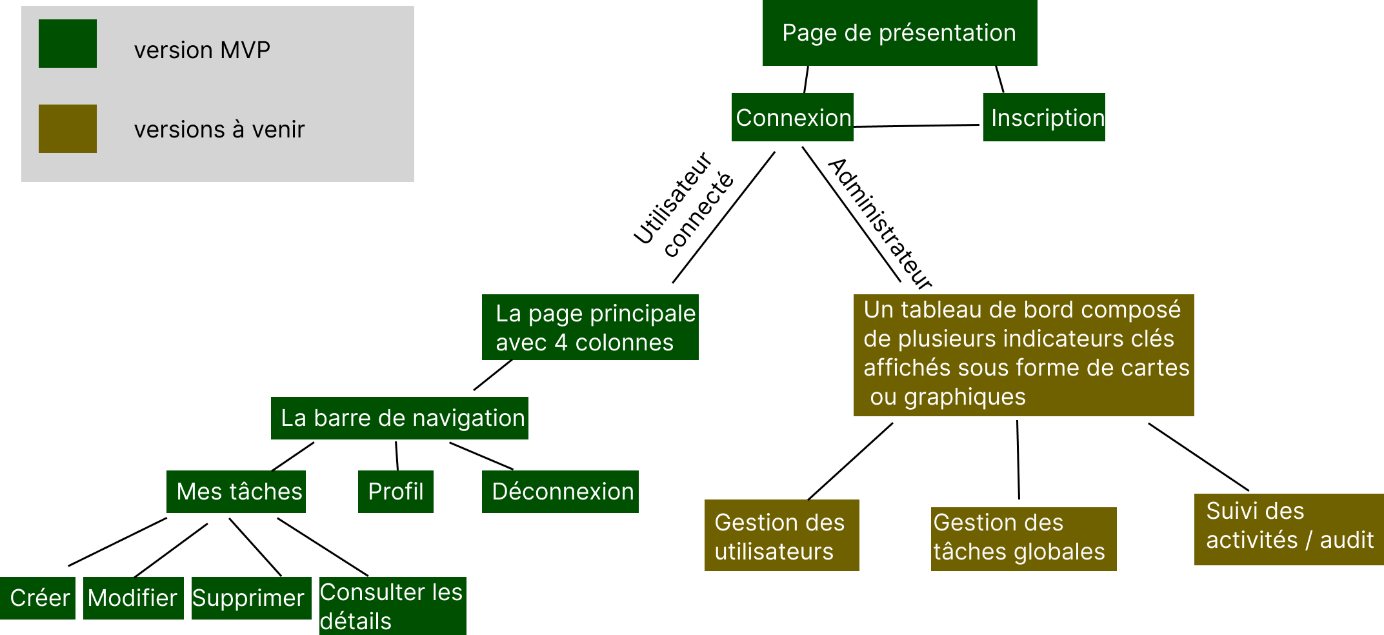 version MVP
versions à venir
Page de présentation
Connexion
Inscription
Utilisateur
connecté
Administrateur
La page principale
avec 4 colonnes
Un tableau de bord composé
de plusieurs indicateurs clés
affichés sous forme de cartes
ou graphiques
La barre de navigation
Mes tâches
Profil
Déconnexion
Gestion des
utilisateurs
Gestion des
tâches globales
Suivi des
activités / audit
Créer
Modifier
Supprimer
Consulter les
détails